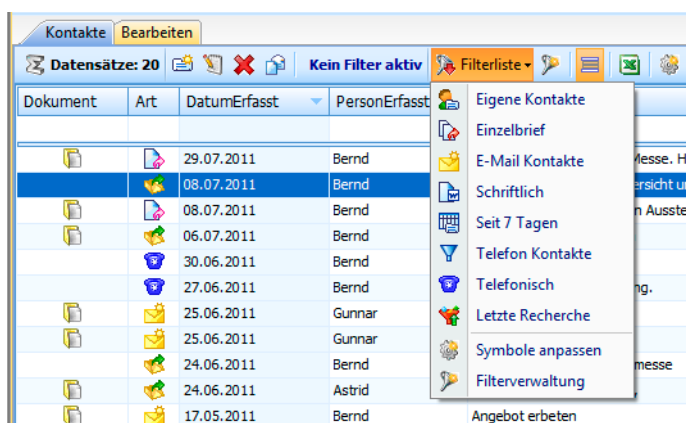 Kontakte Bearbeiten
Datensätze: 20 Kein Filter aktiv Filterliste
Dokument Art DatumErfasst PersonErfasst
Eigene Kontakte
Einzelbrief
E-Mail Kontakte
Schriftlich
Seit 7 Tagen
Telefon Kontakte
Telefonisch
Letzte Recherche
Symbole anpassen
Filterverwaltung
29.07.2011 Bernd Messe. H
08.07.2011 Bernd ersicht u
08.07.2011 Bernd n Ausste
06.07.2011 Bernd
30.06.2011 Bernd
27.06.2011 Bernd ng.
25.06.2011 Gunnar
25.06.2011 Gunnar
24.06.2011 Bernd messe
24.06.2011 Astrid
17.05.2011 Bernd Angebot erbeten